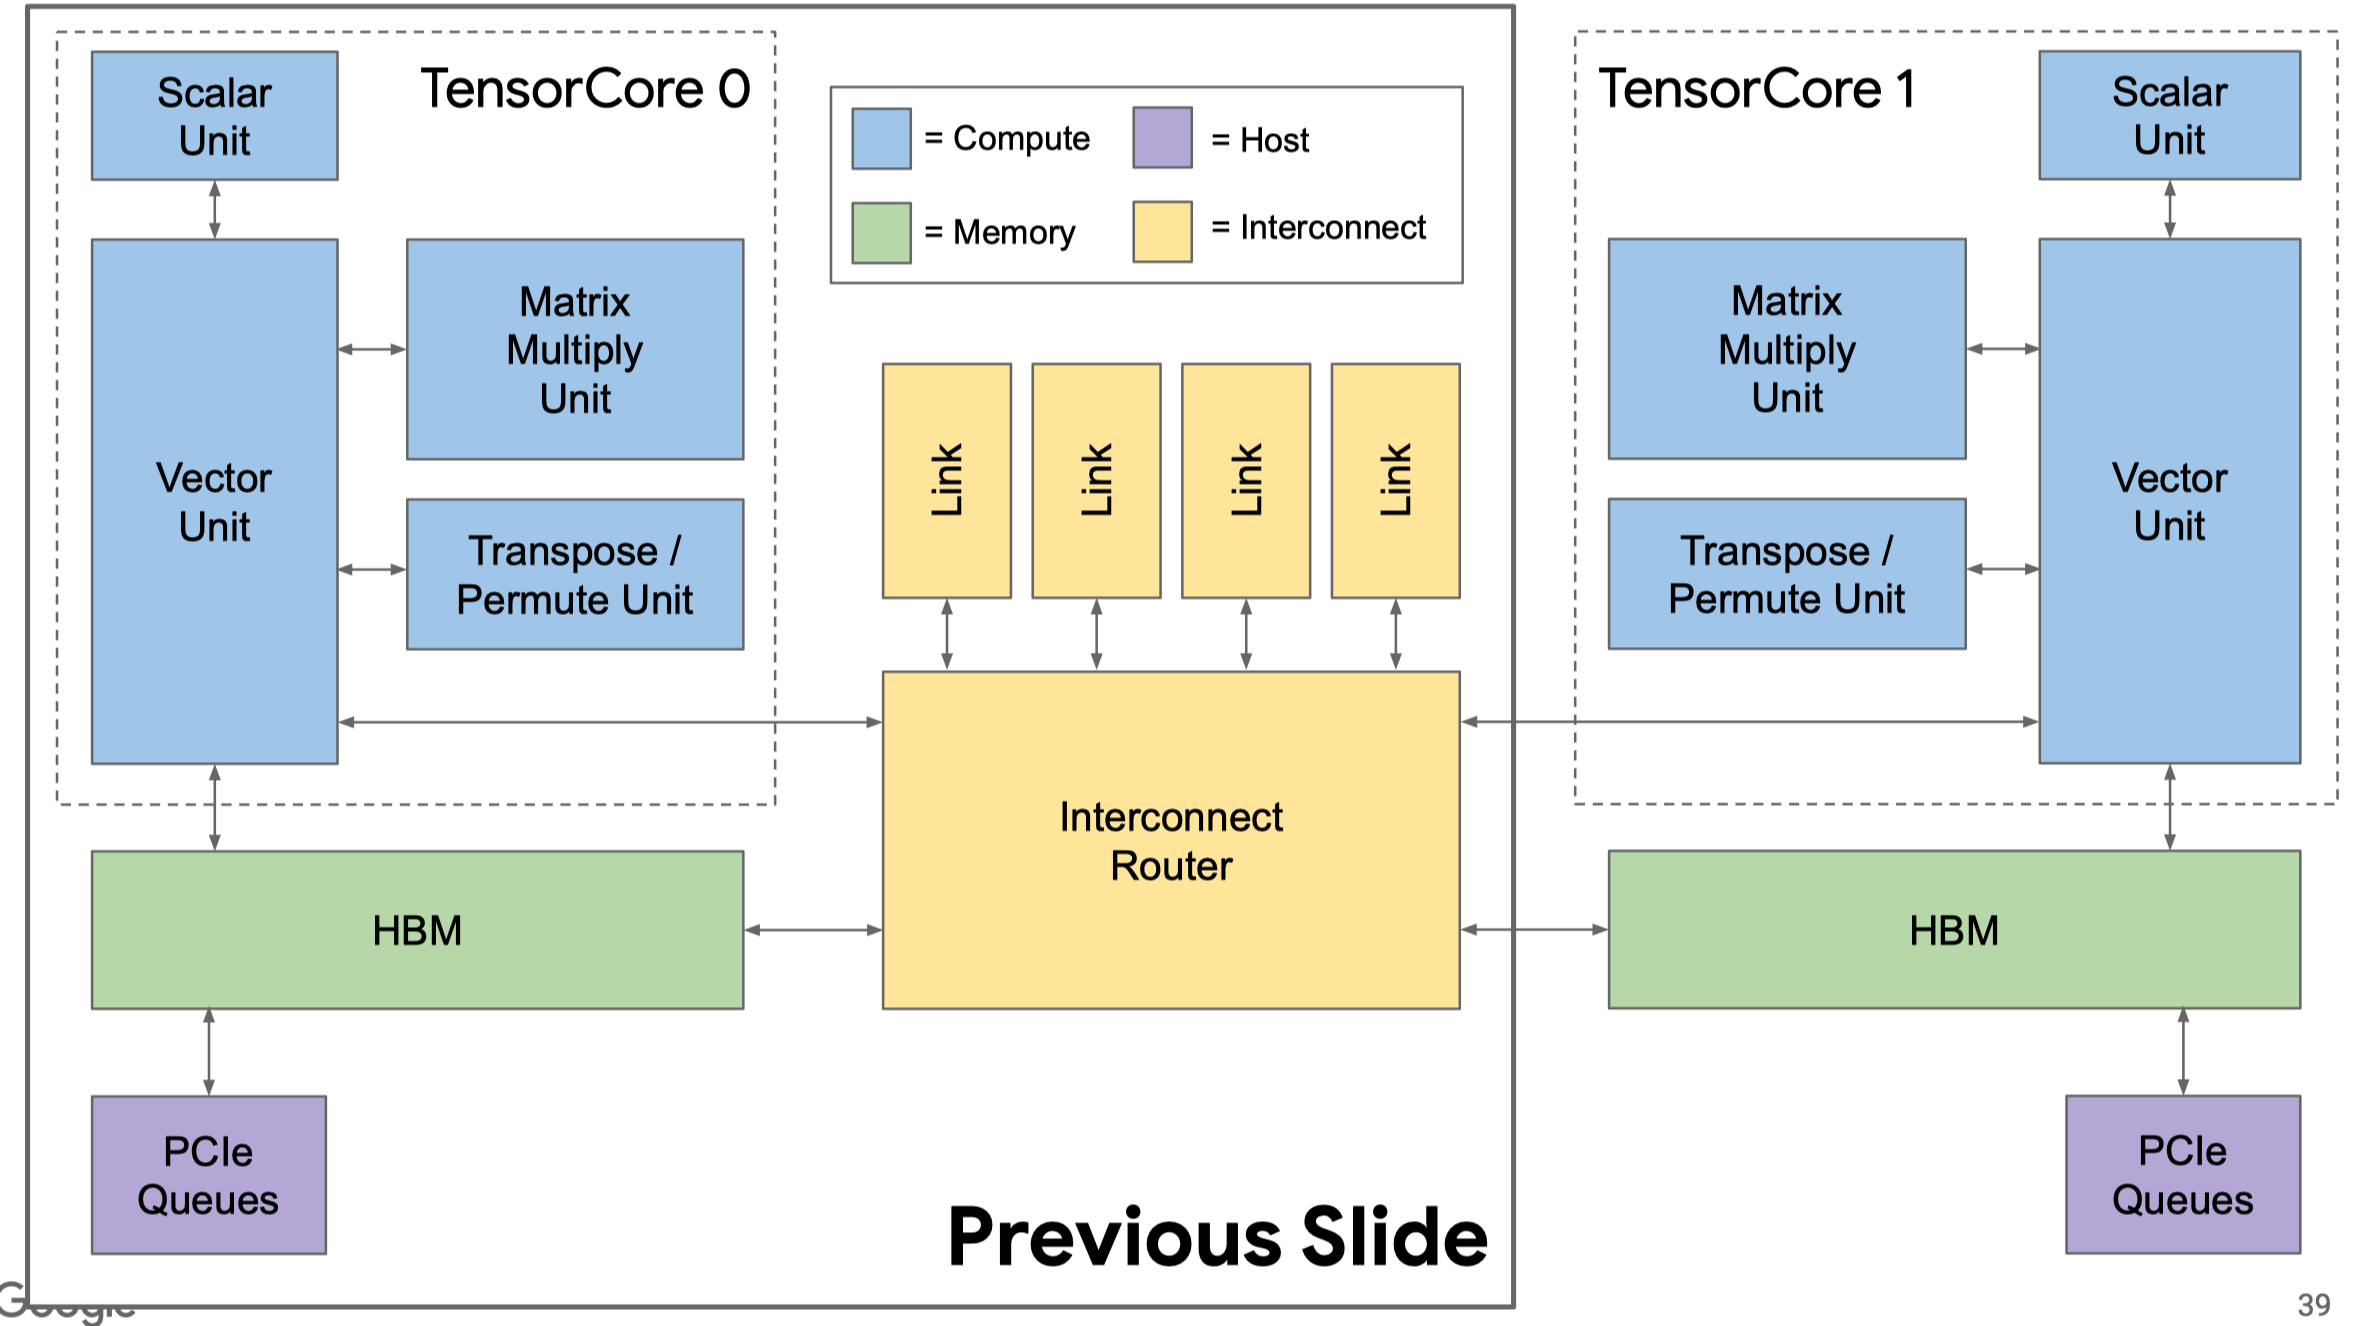 TensorCore 0
Scalar
Unit
Vector
Unit
Matrix
Multiply
Unit
Transpose /
Permute Unit
HBM
PCIe
Queues
= Compute
= Host
= Memory
= Interconnect
Link
Link
Link
Link
Interconnect
Router
Previous Slide
TensorCore 1
Scalar
Unit
Matrix
Multiply
Unit
Transpose /
Permute Unit
Vector
Unit
HBM
PCIe
Queues
Google
39